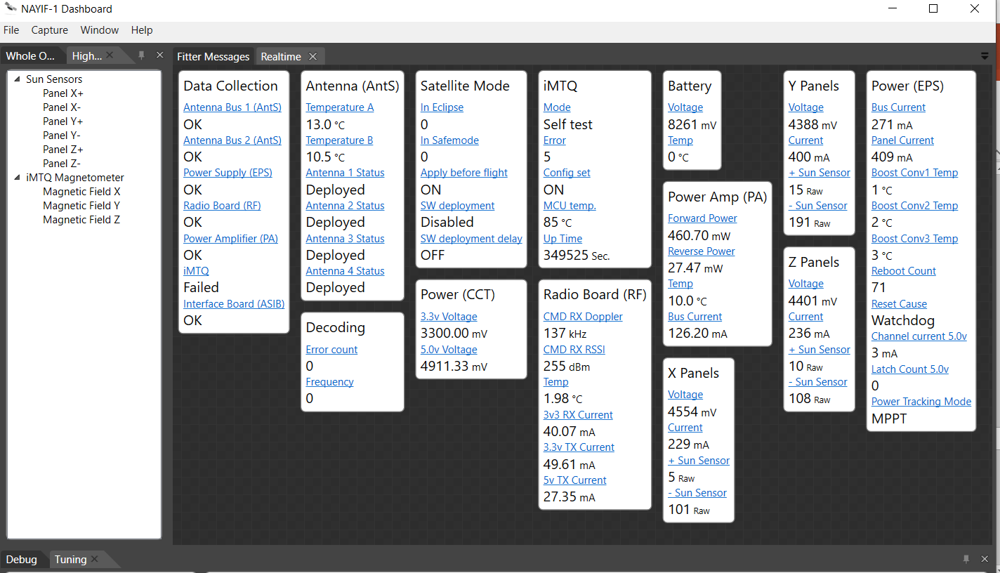 NAYIF-1 Dashboard
File Capture Window Help
Whole O... High...
Fitter Messages Realtime
Sun Sensors
Panel X+
Panel X-
Panel Y+
Panel Y-
Panel Z+
Panel Z-
iMTQ Magnetometer
Magnetic Field X
Magnetic Field Y
Magnetic Field Z
Data Collection
Antenna Bus 1 (AntS)
OK
Antenna Bus 2 (AntS)
OK
Power Supply (EPS)
OK
Radio Board (RF)
OK
Power Amplifier (PA)
OK
iMTQ
Failed
Interface Board (ASIB)
OK
Antenna (AntS)
Temperature A
13.0 °C
Temperature B
10.5 °C
Antenna 1 Status
Deployed
Antenna 2 Status
Deployed
Antenna 3 Status
Deployed
Antenna 4 Status
Deployed
Decoding
Error count
0
Frequency
0
Satellite Mode
In Eclipse
0
In Safemode
0
Apply before flight
ON
SW deployment
Disabled
SW deployment delay
OFF
Power (CCT)
3.3v Voltage
3300.00 mV
5.0v Voltage
4911.33 mV
iMTQ
Mode
Self test
Error
5
Config set
ON
MCU temp.
85 °C
Up Time
349525 Sec.
Radio Board (RF)
CMD RX Doppler
137 kHz
CMD RX RSSI
255 dBm
Temp
1.98 °C
3v3 RX Current
40.07 mA
3.3v TX Current
49.61 mA
5v TX Current
27.35 mA
Battery
Voltage
8261 mV
Temp
0 °C
Power Amp (PA)
Forward Power
460.70 mW
Reverse Power
27.47 mW
Temp
10.0 °C
Bus Current
126.20 mA
X Panels
Voltage
4554 mV
Current
229 mA
+ Sun Sensor
5 Raw
- Sun Sensor
101 Raw
Y Panels
Voltage
4388 mV
Current
400 mA
+ Sun Sensor
15 Raw
- Sun Sensor
191 Raw
Z Panels
Voltage
4401 mV
Current
236 mA
+ Sun Sensor
10 Raw
- Sun Sensor
108 Raw
Power (EPS)
Bus Current
271 mA
Panel Current
409 mA
Boost Conv1 Temp
1 °C
Boost Conv2 Temp
2 °C
Boost Conv3 Temp
3 °C
Reboot Count
71
Reset Cause
Watchdog
Channel current 5.0v
3 mA
Latch Count 5.0v
0
Power Tracking Mode
MPPT
Debug Tuning